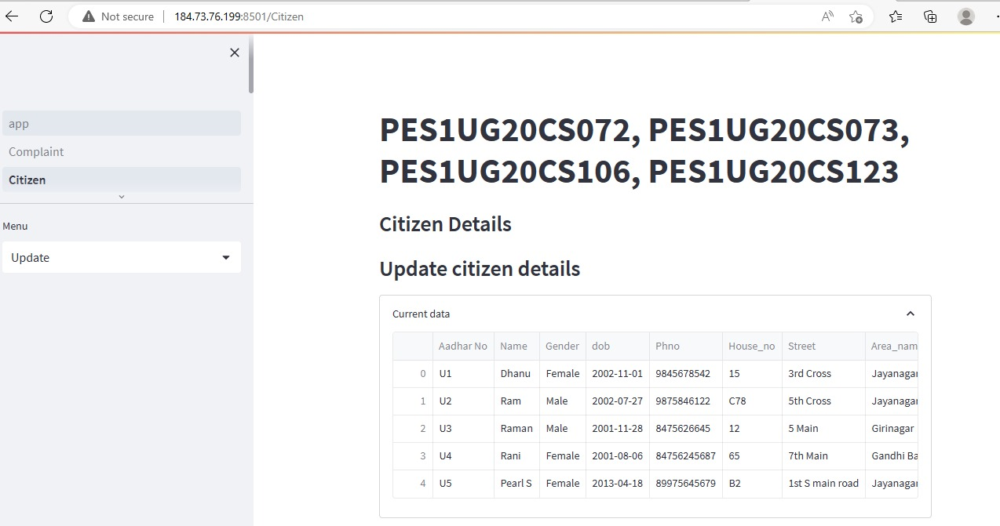 Not secure 184.73.76.199:8501/Citizen
app
Complaint
Citizen
Menu
Update
PES1UG20CS072, PES1UG20CS073,
PES1UG20CS106, PES1UG20CS123
Citizen Details
Update citizen details
Current data
Aadhar No Name Gender dob Phno House_no Street Area_nam
0 U1 Dhanu Female 2002-11-01 9845678542 15 3rd Cross Jayanagar
1 U2 Ram Male 2002-07-27 9875846122 C78 5th Cross Jayanagar
2 U3 Raman Male 2001-11-28 8475626645 12 5 Main Girinagar
3 U4 Rani Female 2001-08-06 84756245687 65 7th Main Gandhi Ba
4 U5 Pearl S Female 2013-04-18 89975645679 B2 1st S main road Jayanagar